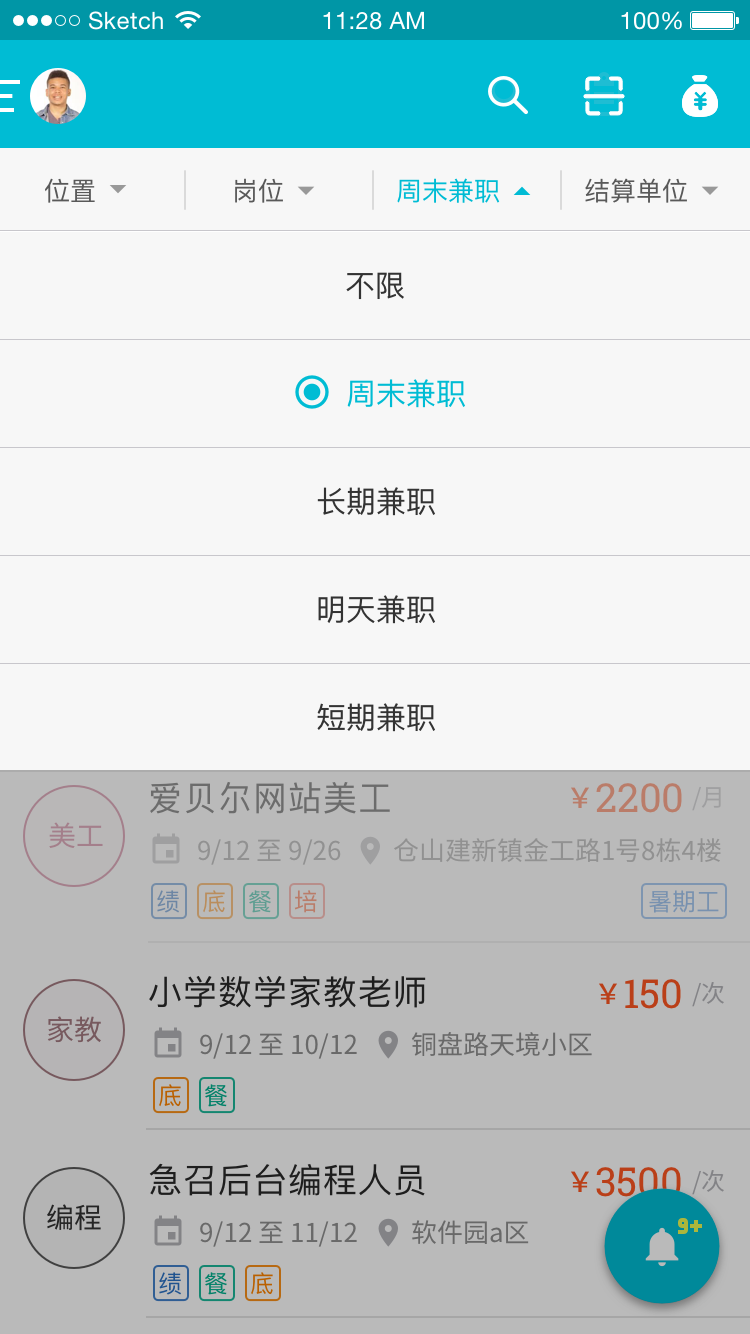 Sketch 11:28 AM 100%
位置 岗位 周末兼职 结算单位
不限
周末兼职
长期兼职
明天兼职
短期兼职
美工 爱贝尔网站美工 ¥2200 /月
9/12 至 9/26 仓山建新镇金工路1号8栋4楼
绩 底 餐 培 暑期工
家教 小学数学家教老师 ¥150 /次
9/12 至 10/12 铜盘路天境小区
底 餐
编程 急召后台编程人员 ¥3500 /次
9/12 至 11/12 软件园a区 9+
绩 餐 底